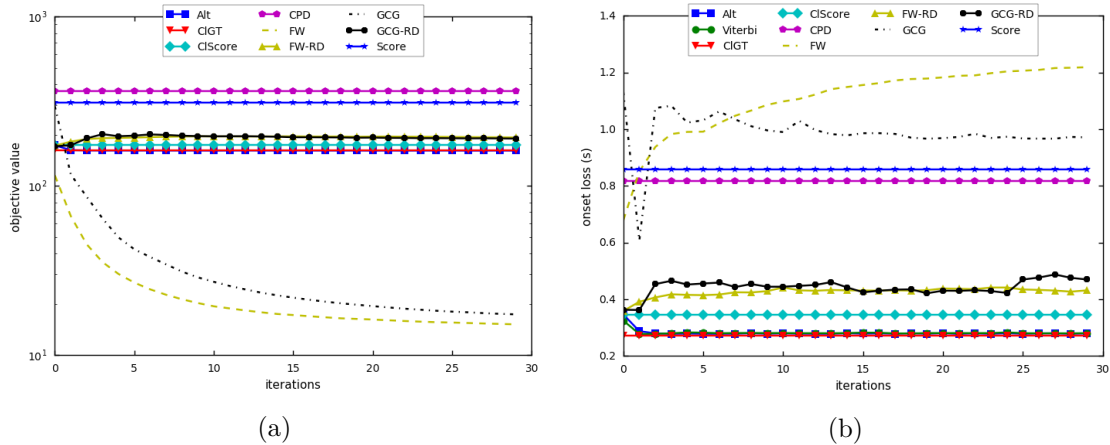 Alt
ClGT
CPD
ClScore
FW
FW-RD
GCG
GCG-RD
Score
10³
10²
10¹
objective value
0 5 10 15 20 25 30
iterations
(a)
Alt
Viterbi
ClGT
ClScore
CPD
FW
FW-RD
GCG
GCG-RD
Score
1.4
1.2
1.0
0.8
0.6
0.4
0.2
onset loss (s)
0 5 10 15 20 25 30
iterations
(b)